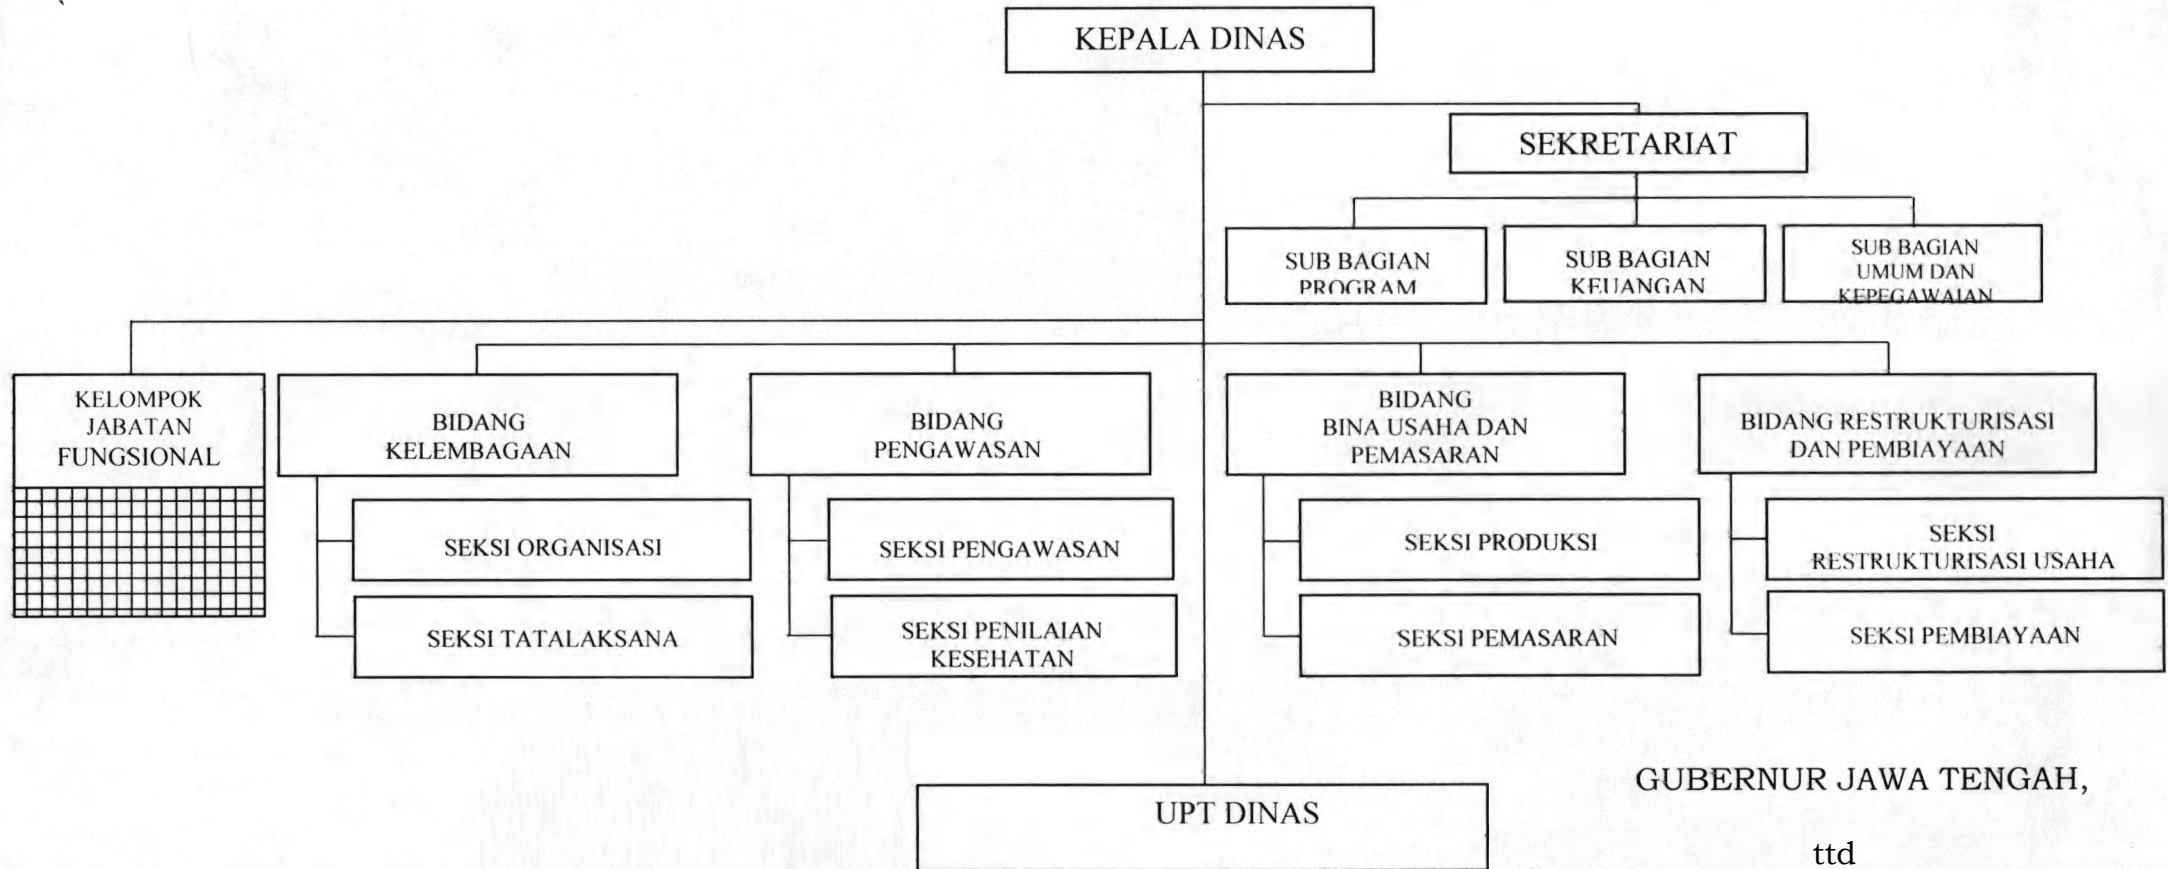 KEPALA DINAS
SEKRETARIAT
SUB BAGIAN
PROGRAM
SUB BAGIAN
KEUANGAN
SUB BAGIAN
UMUM DAN
KEPEGAWAIAN
KELOMPOK
JABATAN
FUNGSIONAL
BIDANG
KELEMBAGAAN
BIDANG
PENGAWASAN
BIDANG
BINA USAHA DAN
PEMASARAN
BIDANG RESTRUKTURISASI
DAN PEMBIAYAAN
SEKSI ORGANISASI
SEKSI TATALAKSANA
SEKSI PENGAWASAN
SEKSI PENILAIAN
KESEHATAN
SEKSI PRODUKSI
SEKSI PEMASARAN
SEKSI
RESTRUKTURISASI USAHA
SEKSI PEMBIAYAAN
UPT DINAS
GUBERNUR JAWA TENGAH,
ttd